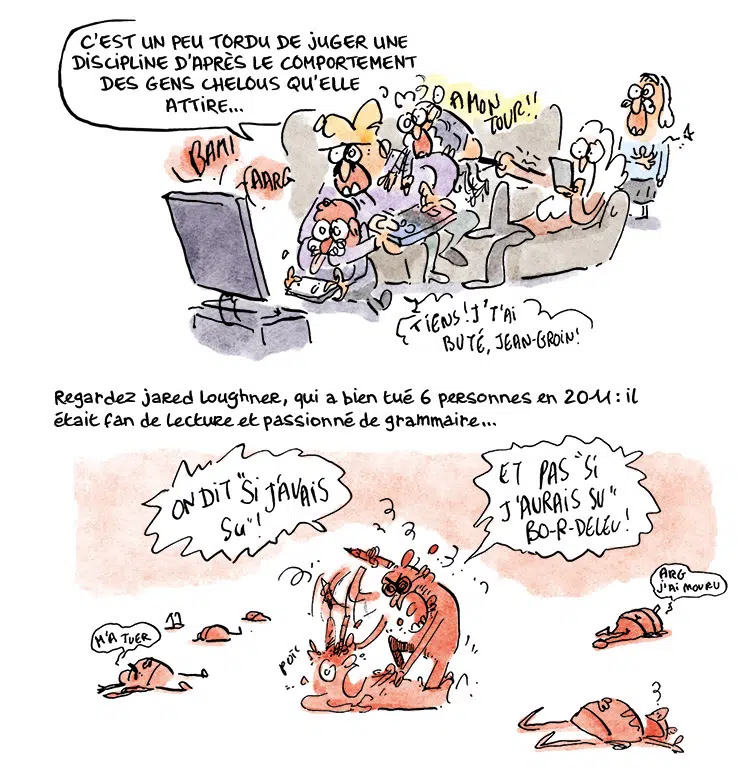 C'EST UN PEU TORDU DE JUGER UNE
DISCIPLINE D'APRÈS LE COMPORTEMENT
DES GENS CHELOUS QU'ELLE
ATTIRE...
A MON
TOUR!!
BAM!
AARG
TIENS! J'T'AI
BUTÉ, JEAN-GROIN!
Regardez Jared Loughner, qui a bien tué 6 personnes en 2011 : il
était fan de lecture et passionné de grammaire...
ON DIT "SI J'AVAIS
SU"!
ET PAS "SI
J'AURAIS SU"
BO-R-DELEU!
ARG
J'AI MOURU
M'A TUER
POÏC